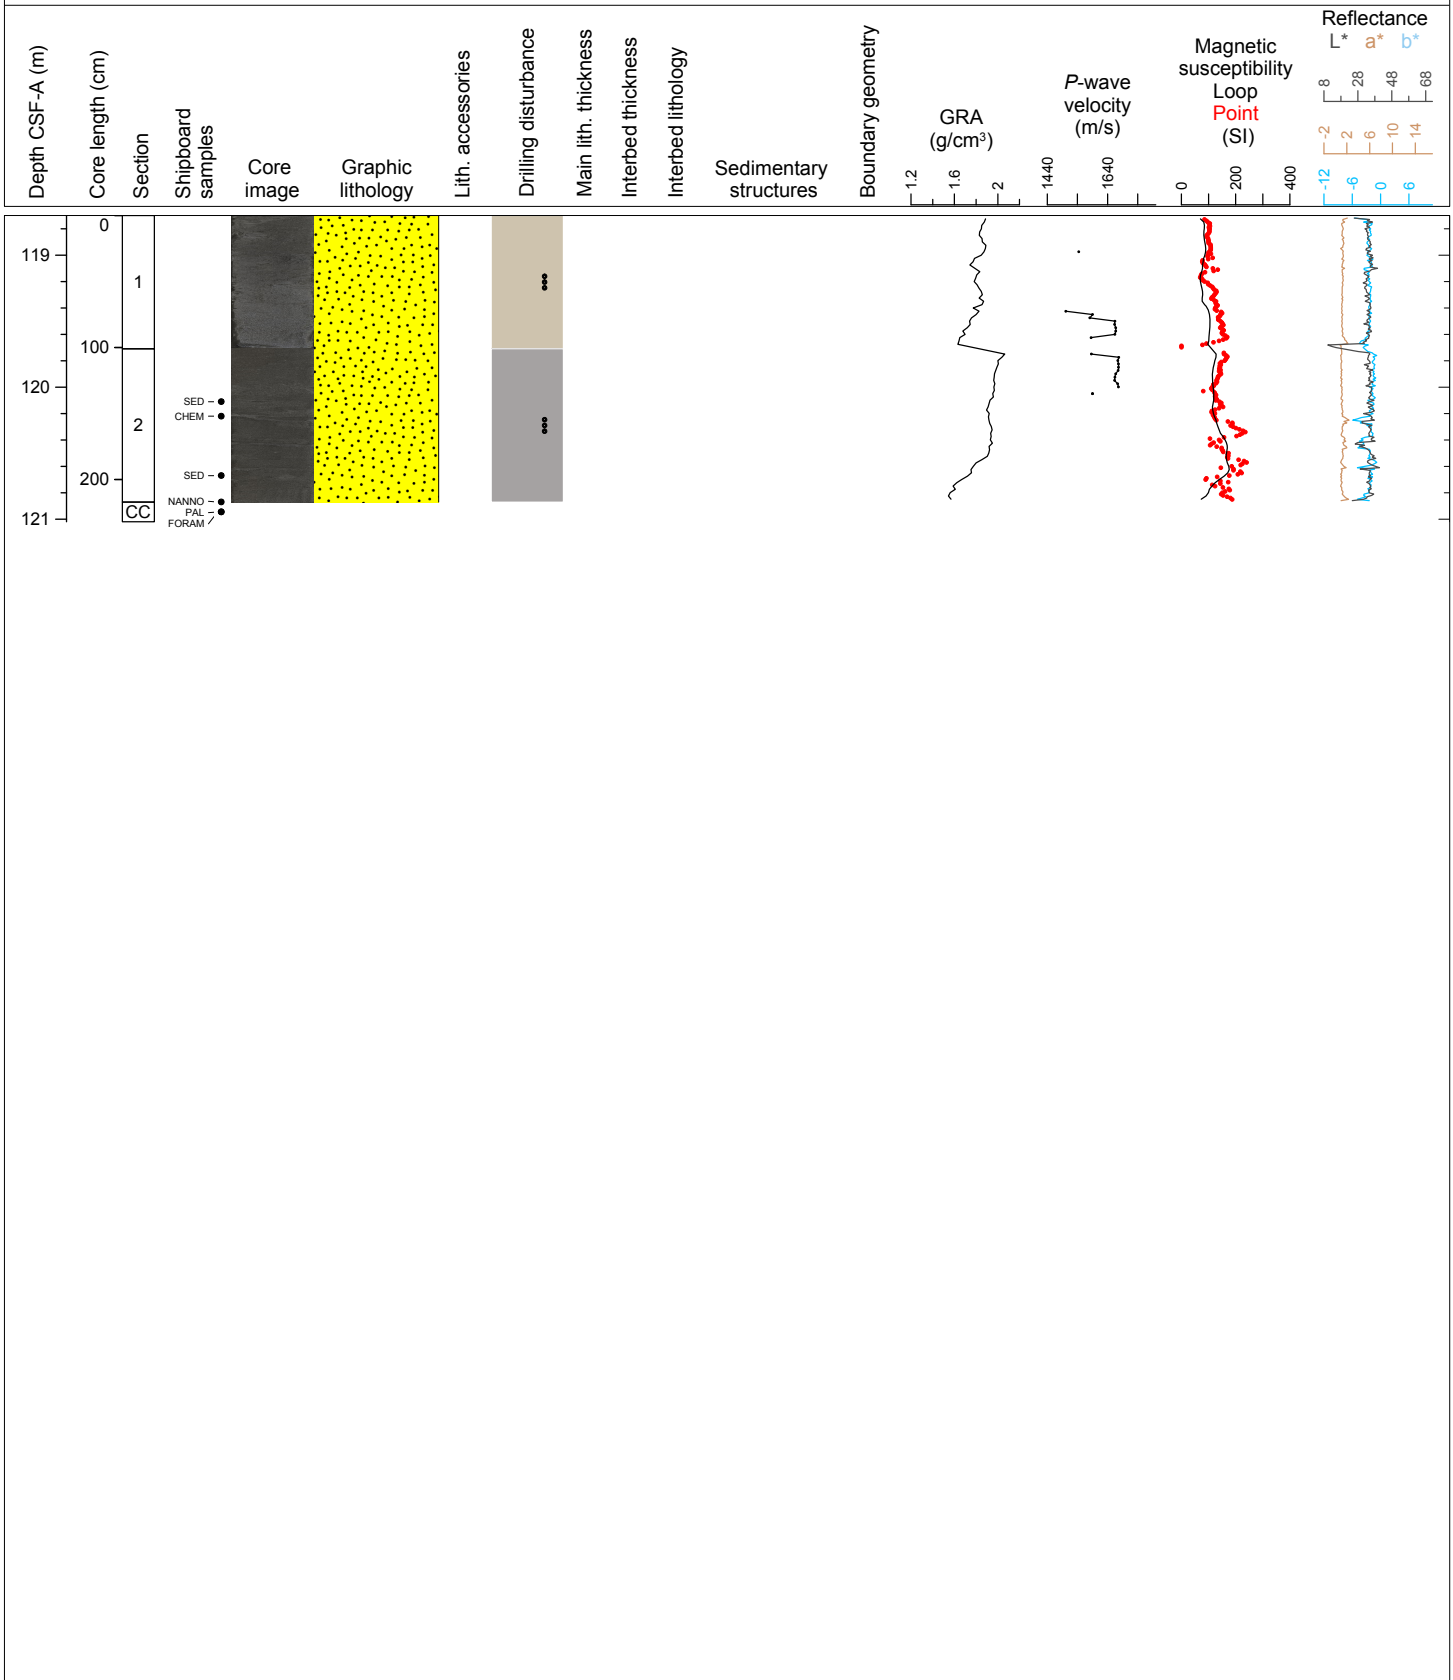 Depth CSF-A (m)
Core length (cm)
Section
Shipboard
samples
Core
image
Graphic
lithology
Lith. accessories
Drilling disturbance
Main lith. thickness
Interbed thickness
Interbed lithology
Sedimentary
structures
Boundary geometry
GRA
(g/cm³)
1.2 1.6 2
P-wave
velocity
(m/s)
1440 1640
Magnetic
susceptibility
Loop
Point
(SI)
0 200 400
Reflectance
L* a* b*
8 28 48 68
-2 2 6 10 14
-12 -6 0 6
0
119
1
100
120
SED
CHEM
2
SED
200
NANNO
CC
PAL
121
FORAM